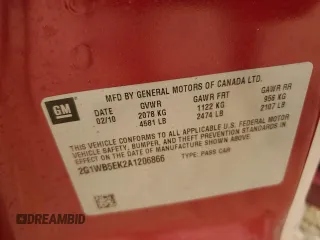 GM
MFD BY GENERAL MOTORS OF CANADA LTD.
DATE GVWR GAWR FRT GAWR RR
02/10 2078 KG 1122 KG 956 KG
4581 LB 2474 LB 2107 LB
THIS VEHICLE CONFORMS TO ALL APPLICABLE U.S. FEDERAL MOTOR
VEHICLE SAFETY, BUMPER, AND THEFT PREVENTION STANDARDS IN
EFFECT ON THE DATE OF MANUFACTURE SHOWN ABOVE.
2G1WB5EK2A1206866 TYPE: PASS CAR
DREAMBID